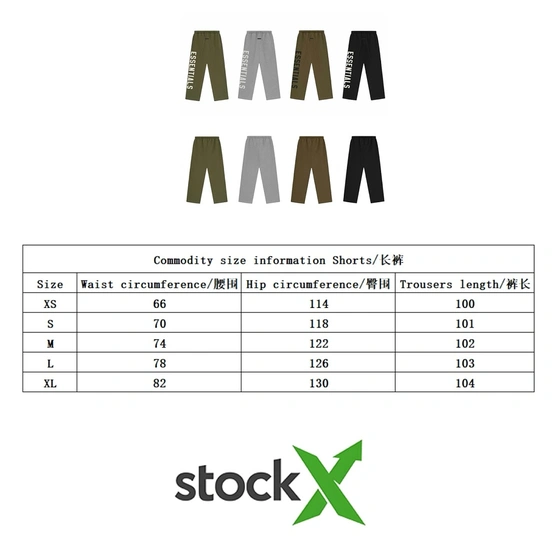 ESSENTIALS ESSENTIALS ESSENTIALS ESSENTIALS
Commodity size information Shorts/长裤
Size Waist circumference/腰围 Hip circumference/臀围 Trousers length/裤长
XS 66 114 100
S 70 118 101
M 74 122 102
L 78 126 103
XL 82 130 104
stockX